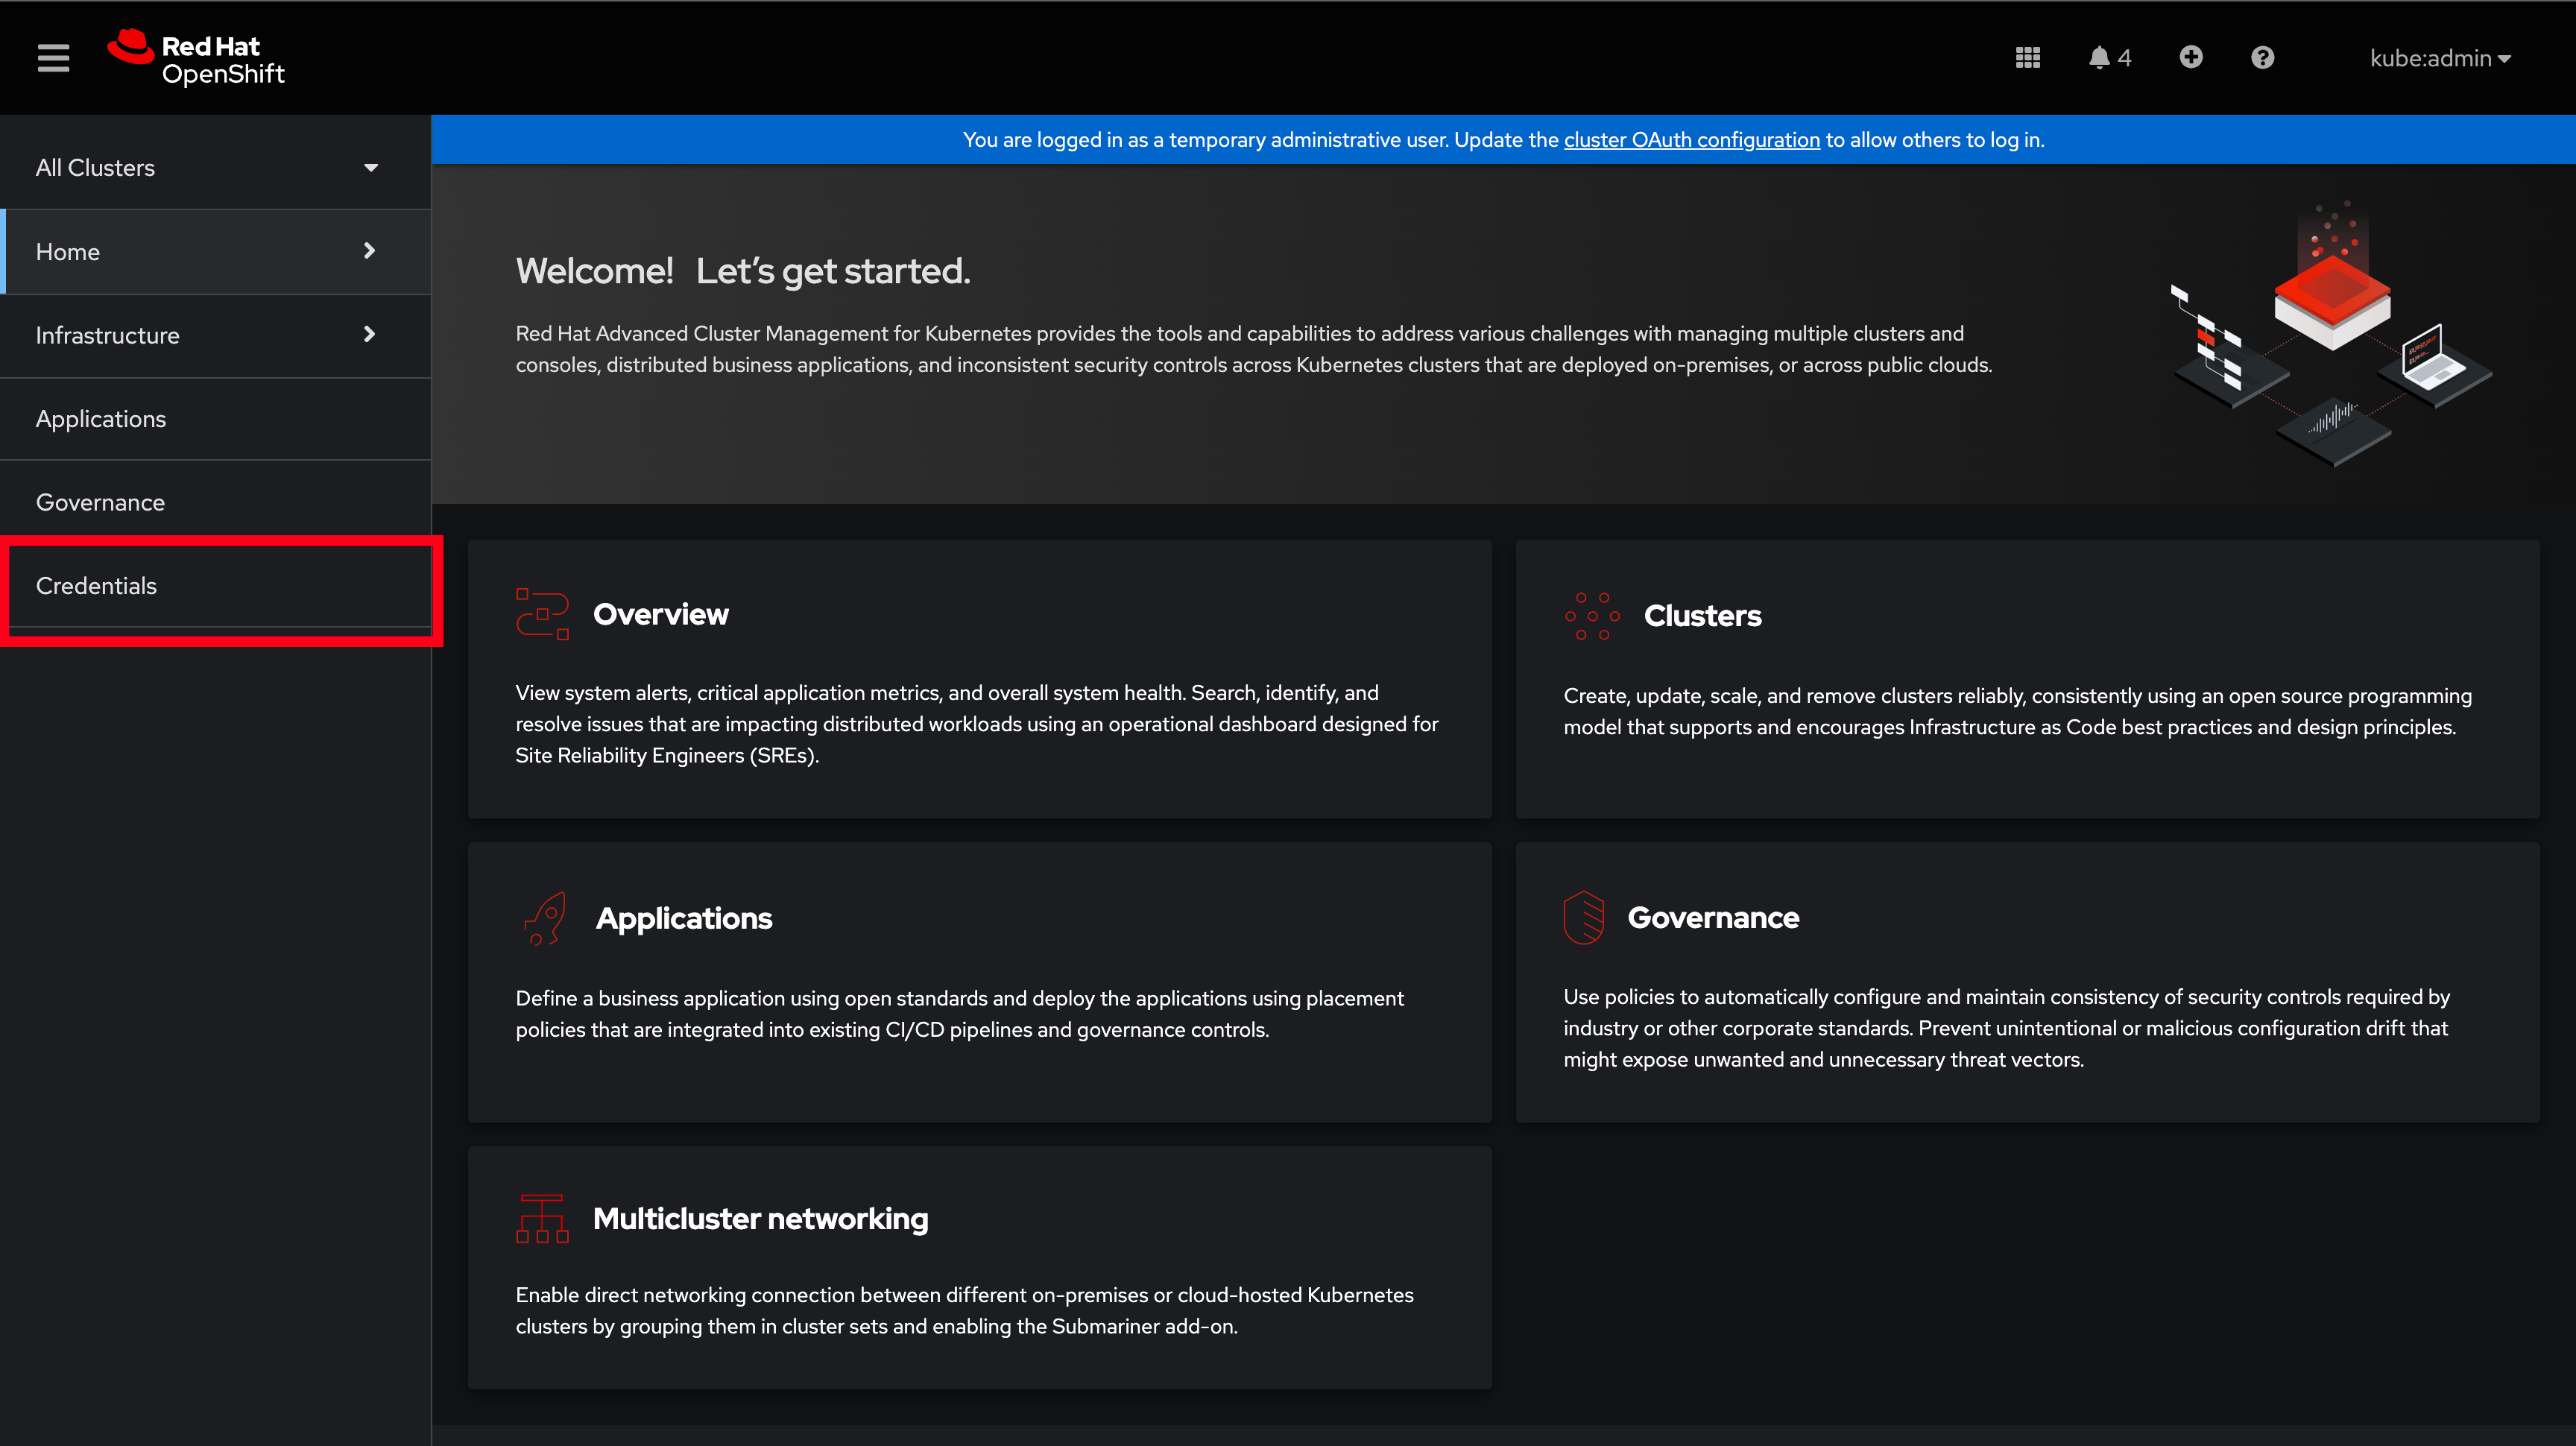 Red Hat
OpenShift
4
kube:admin
All Clusters
Home
Infrastructure
Applications
Governance
Credentials
You are logged in as a temporary administrative user. Update the cluster OAuth configuration to allow others to log in.
Welcome! Let's get started.
Red Hat Advanced Cluster Management for Kubernetes provides the tools and capabilities to address various challenges with managing multiple clusters and
consoles, distributed business applications, and inconsistent security controls across Kubernetes clusters that are deployed on-premises, or across public clouds.
Overview
View system alerts, critical application metrics, and overall system health. Search, identify, and
resolve issues that are impacting distributed workloads using an operational dashboard designed for
Site Reliability Engineers (SREs).
Clusters
Create, update, scale, and remove clusters reliably, consistently using an open source programming
model that supports and encourages Infrastructure as Code best practices and design principles.
Applications
Define a business application using open standards and deploy the applications using placement
policies that are integrated into existing CI/CD pipelines and governance controls.
Governance
Use policies to automatically configure and maintain consistency of security controls required by
industry or other corporate standards. Prevent unintentional or malicious configuration drift that
might expose unwanted and unnecessary threat vectors.
Multicluster networking
Enable direct networking connection between different on-premises or cloud-hosted Kubernetes
clusters by grouping them in cluster sets and enabling the Submariner add-on.